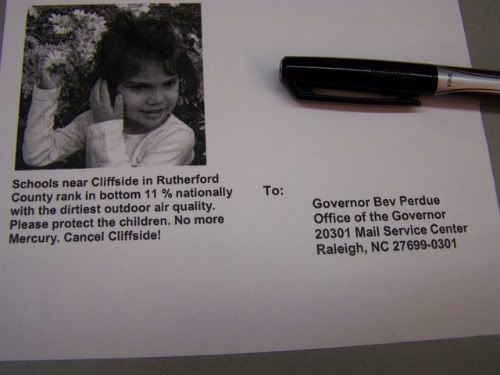 Schools near Cliffside in Rutherford
County rank in bottom 11 % nationally
with the dirtiest outdoor air quality.
Please protect the children. No more
Mercury. Cancel Cliffside!
To:
Governor Bev Perdue
Office of the Governor
20301 Mail Service Center
Raleigh, NC 27699-0301